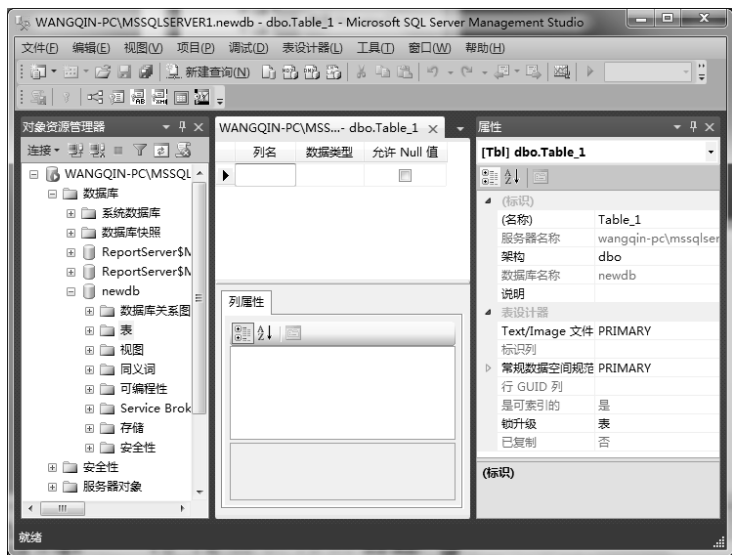 WANGQIN-PC\MSSQLSERVER1.newdb - dbo.Table_1 - Microsoft SQL Server Management Studio
文件(F) 编辑(E) 视图(V) 项目(P) 调试(D) 表设计器(L) 工具(T) 窗口(W) 帮助(H)
新建查询(N)
对象资源管理器
连接
WANGQIN-PC\MSSQL
数据库
系统数据库
数据库快照
ReportServer$M
ReportServer$M
newdb
数据库关系图
表
视图
同义词
可编程性
Service Brok
存储
安全性
安全性
服务器对象
WANGQIN-PC\MSS...- dbo.Table_1
列名 数据类型 允许 Null 值
列属性
属性
[Tbl] dbo.Table_1
(标识)
(名称) Table_1
服务器名称 wangqin-pc\mssqlser
架构 dbo
数据库名称 newdb
说明
表设计器
Text/Image 文件 PRIMARY
标识列
常规数据空间规范 PRIMARY
行 GUID 列
是可索引的 是
锁升级 表
已复制 否
(标识)
就绪